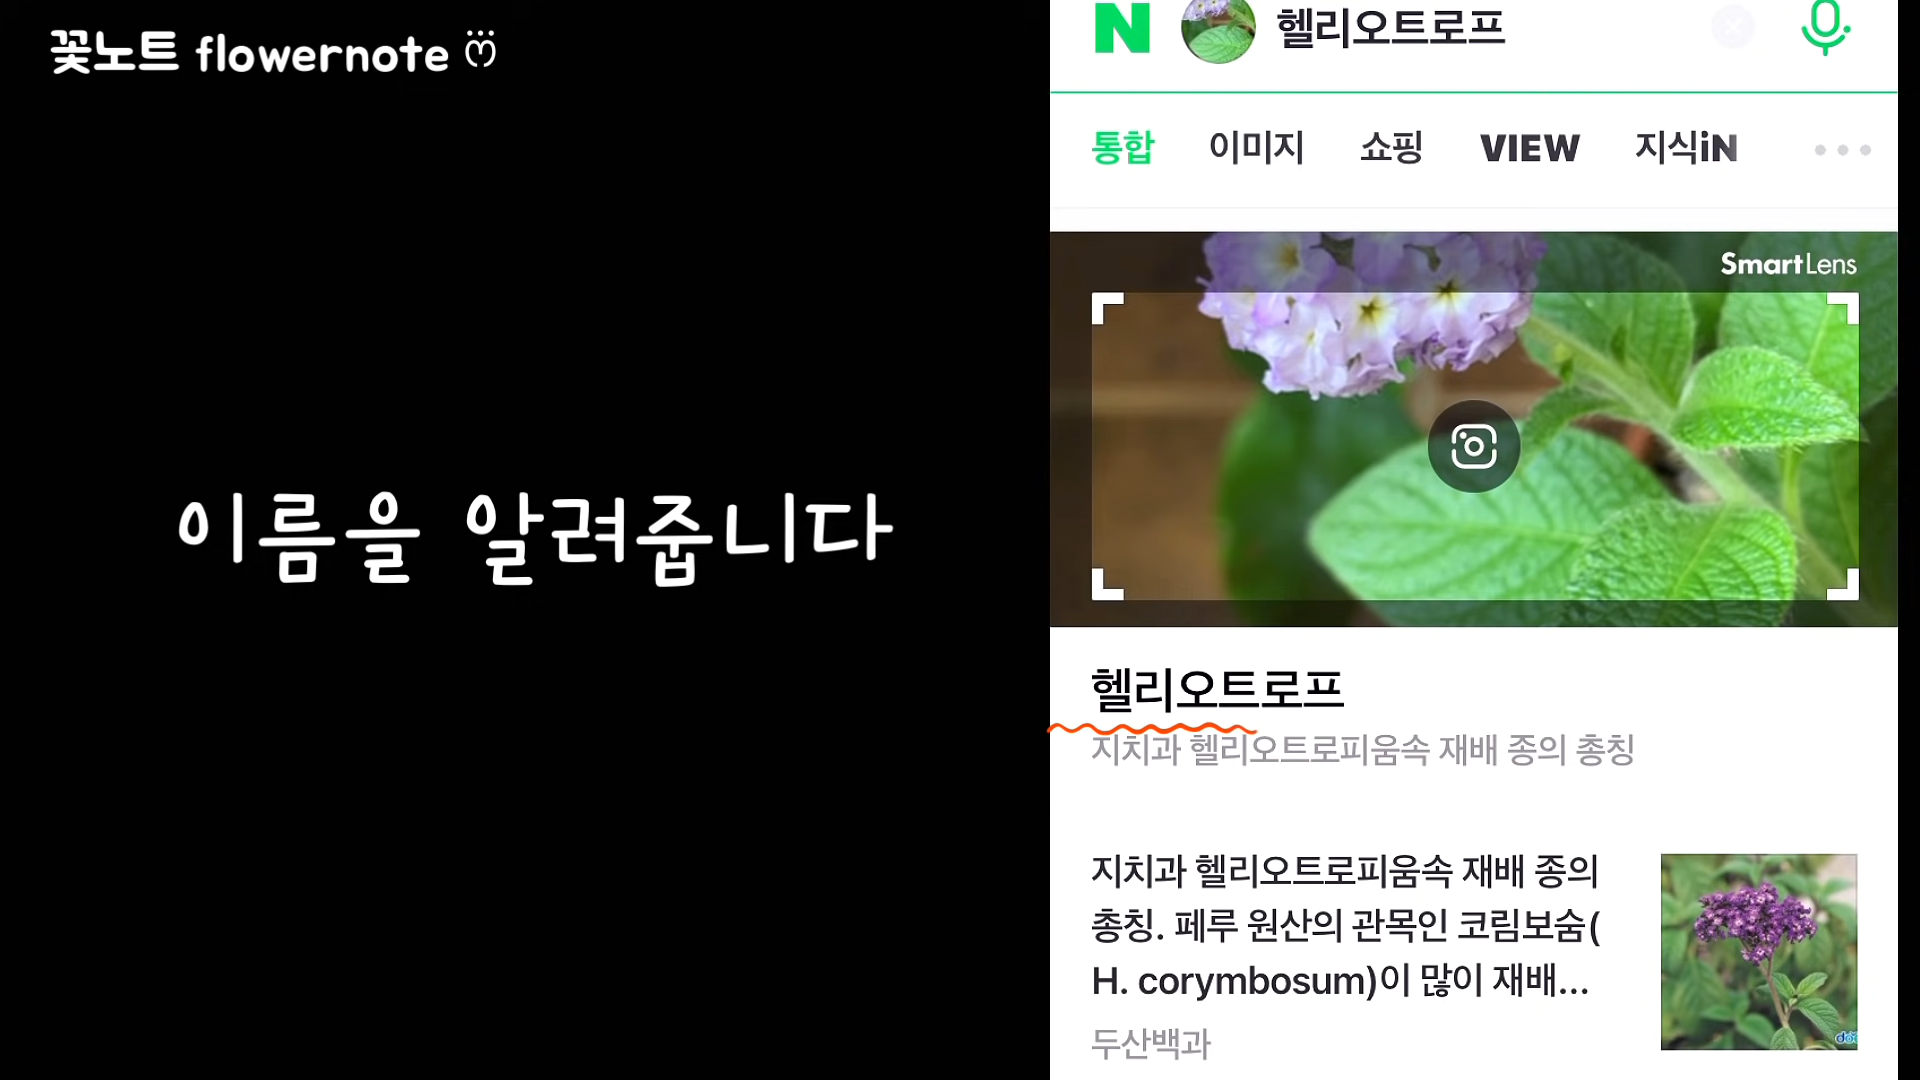 꽃노트 flowernote
이름을 알려줍니다
N 헬리오트로프
통합 이미지 쇼핑 VIEW 지식iN
SmartLens
헬리오트로프
지치과 헬리오트로피움속 재배 종의 총칭
지치과 헬리오트로피움속 재배 종의
총칭. 페루 원산의 관목인 코림보숨(
H. corymbosum)이 많이 재배...
두산백과